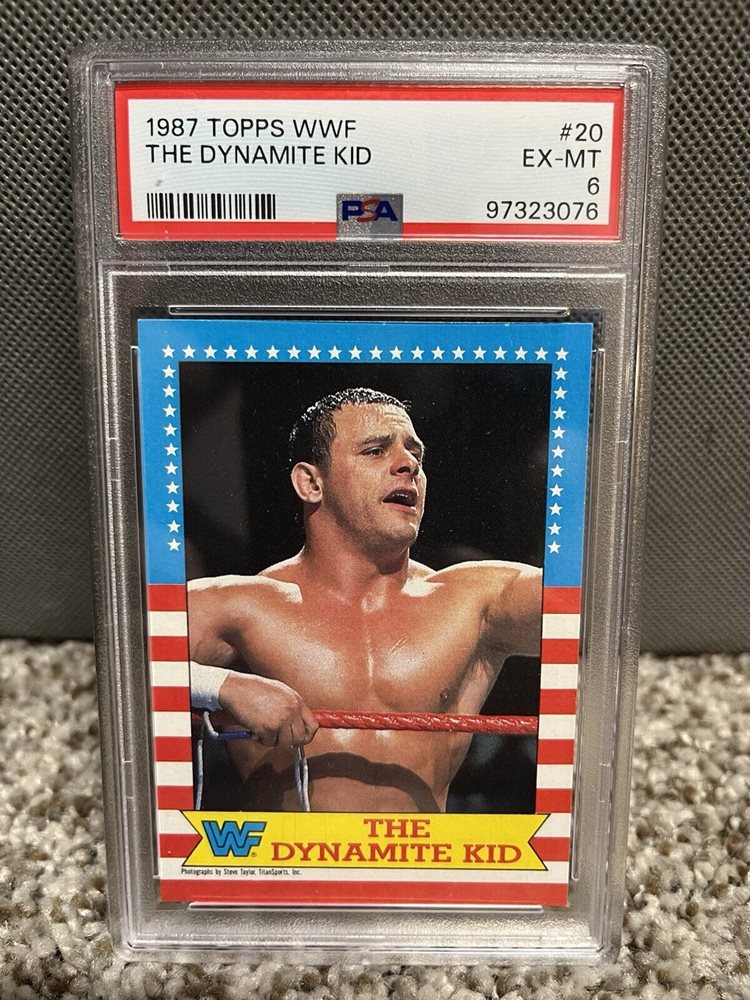 1987 TOPPS WWF #20
THE DYNAMITE KID EX-MT
6
PSA 97323076
WF ®
THE
DYNAMITE KID
Photographs by Steve Taylor, TitanSports, Inc.